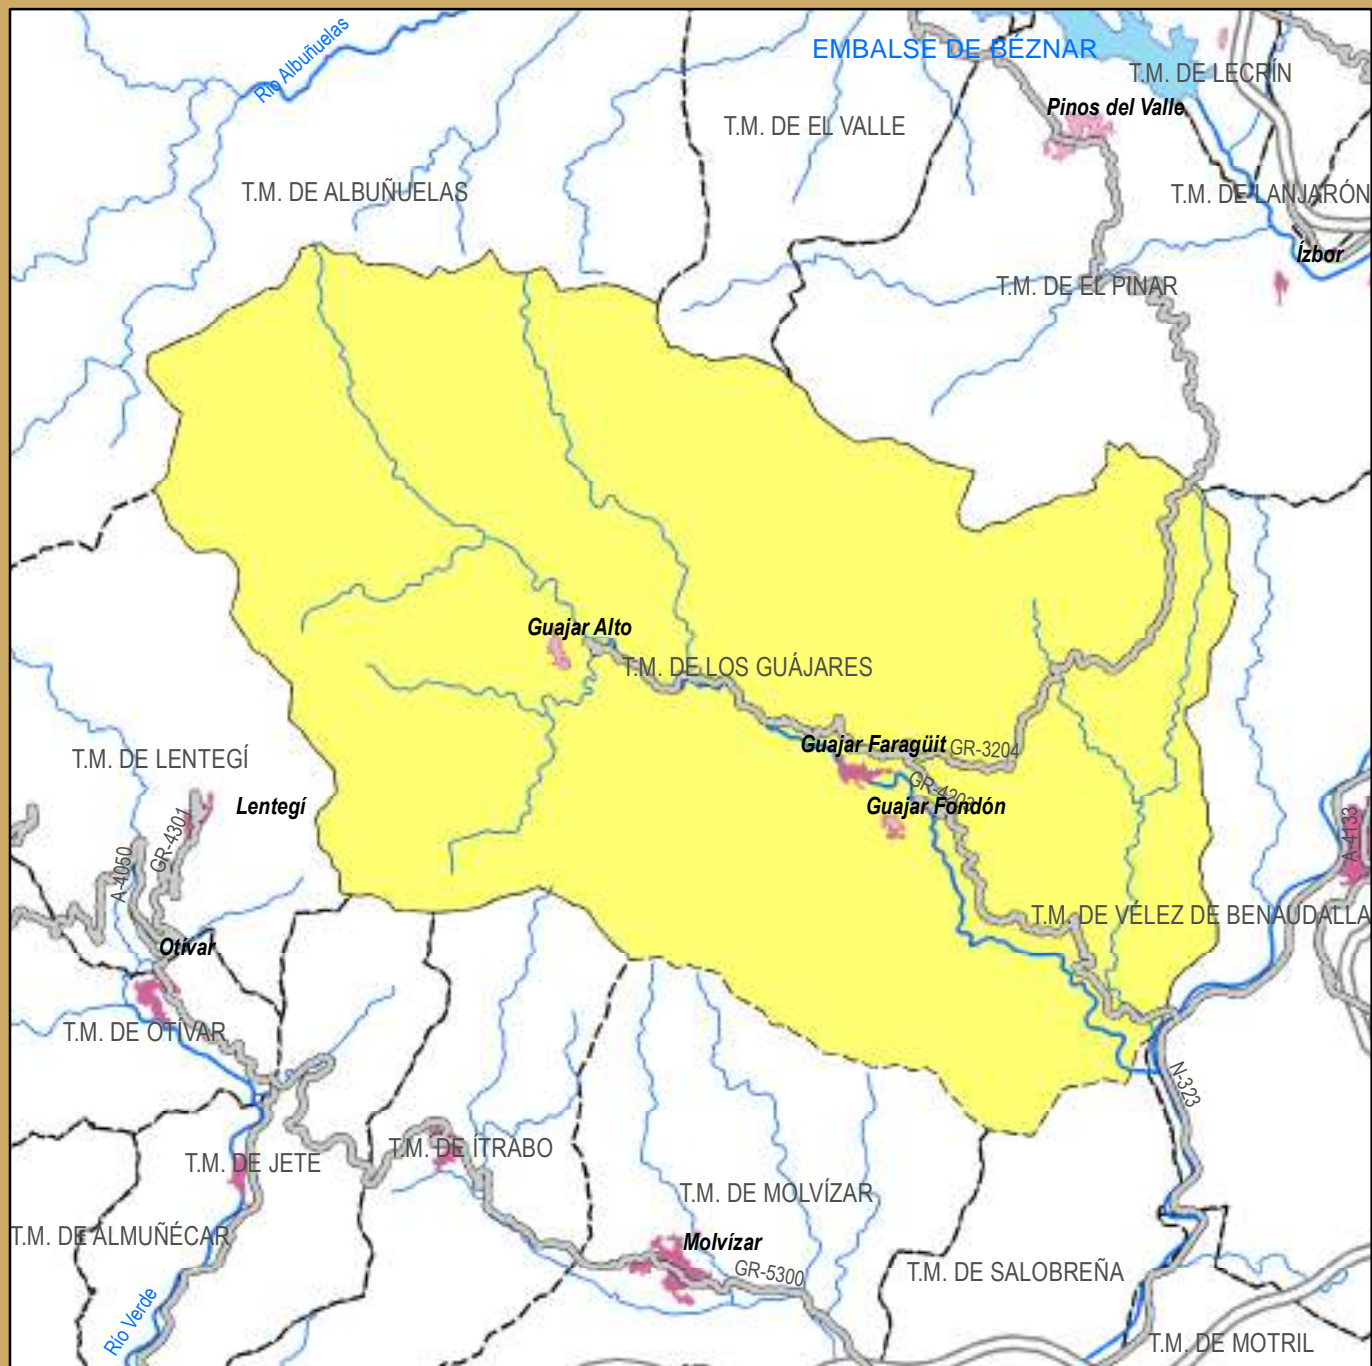 Río Albuñuelas
EMBALSE DE BÉZNAR
T.M. DE LECRÍN
Pinos del Valle
T.M. DE EL VALLE
T.M. DE ALBUÑUELAS
T.M. DE LANJARÓN
Ízbor
T.M. DE EL PINAR
Guajar Alto
T.M. DE LOS GUÁJARES
Guajar Faragüit
GR-3204
T.M. DE LENTEGÍ
GR-4203
Lentegí
Guajar Fondón
GR-4301
A-4050
A-4133
T.M. DE VÉLEZ DE BENAUDALLA
Otívar
T.M. DE OTÍVAR
N-323
T.M. DE ÍTRABO
T.M. DE JETE
T.M. DE MOLVÍZAR
T.M. DE ALMUÑÉCAR
Molvízar
GR-5300
T.M. DE SALOBREÑA
Río Verde
T.M. DE MOTRIL